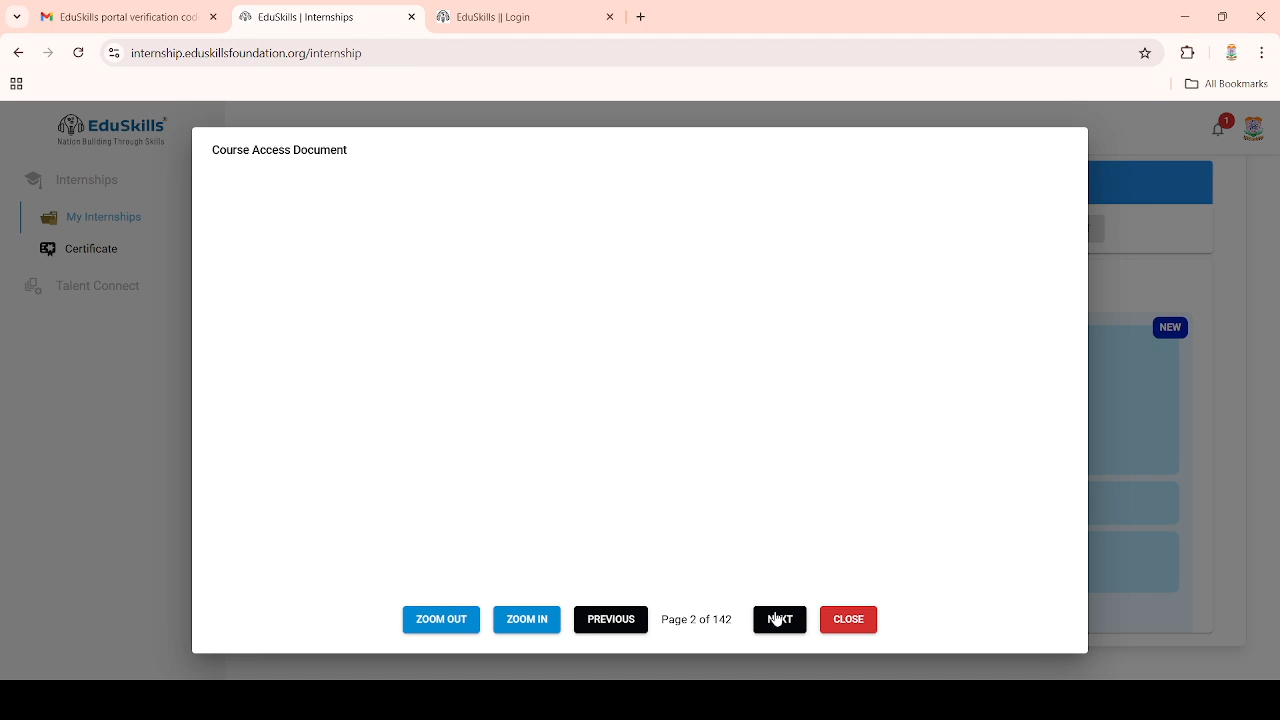 EduSkills portal verification cod
EduSkills | Internships
EduSkills || Login
internship.eduskillsfoundation.org/internship
All Bookmarks
EduSkills
Nation Building Through Skills
1
Course Access Document
Internships
My Internships
Certificate
Talent Connect
NEW
ZOOM OUT
ZOOM IN
PREVIOUS
Page 2 of 142
NEXT
CLOSE